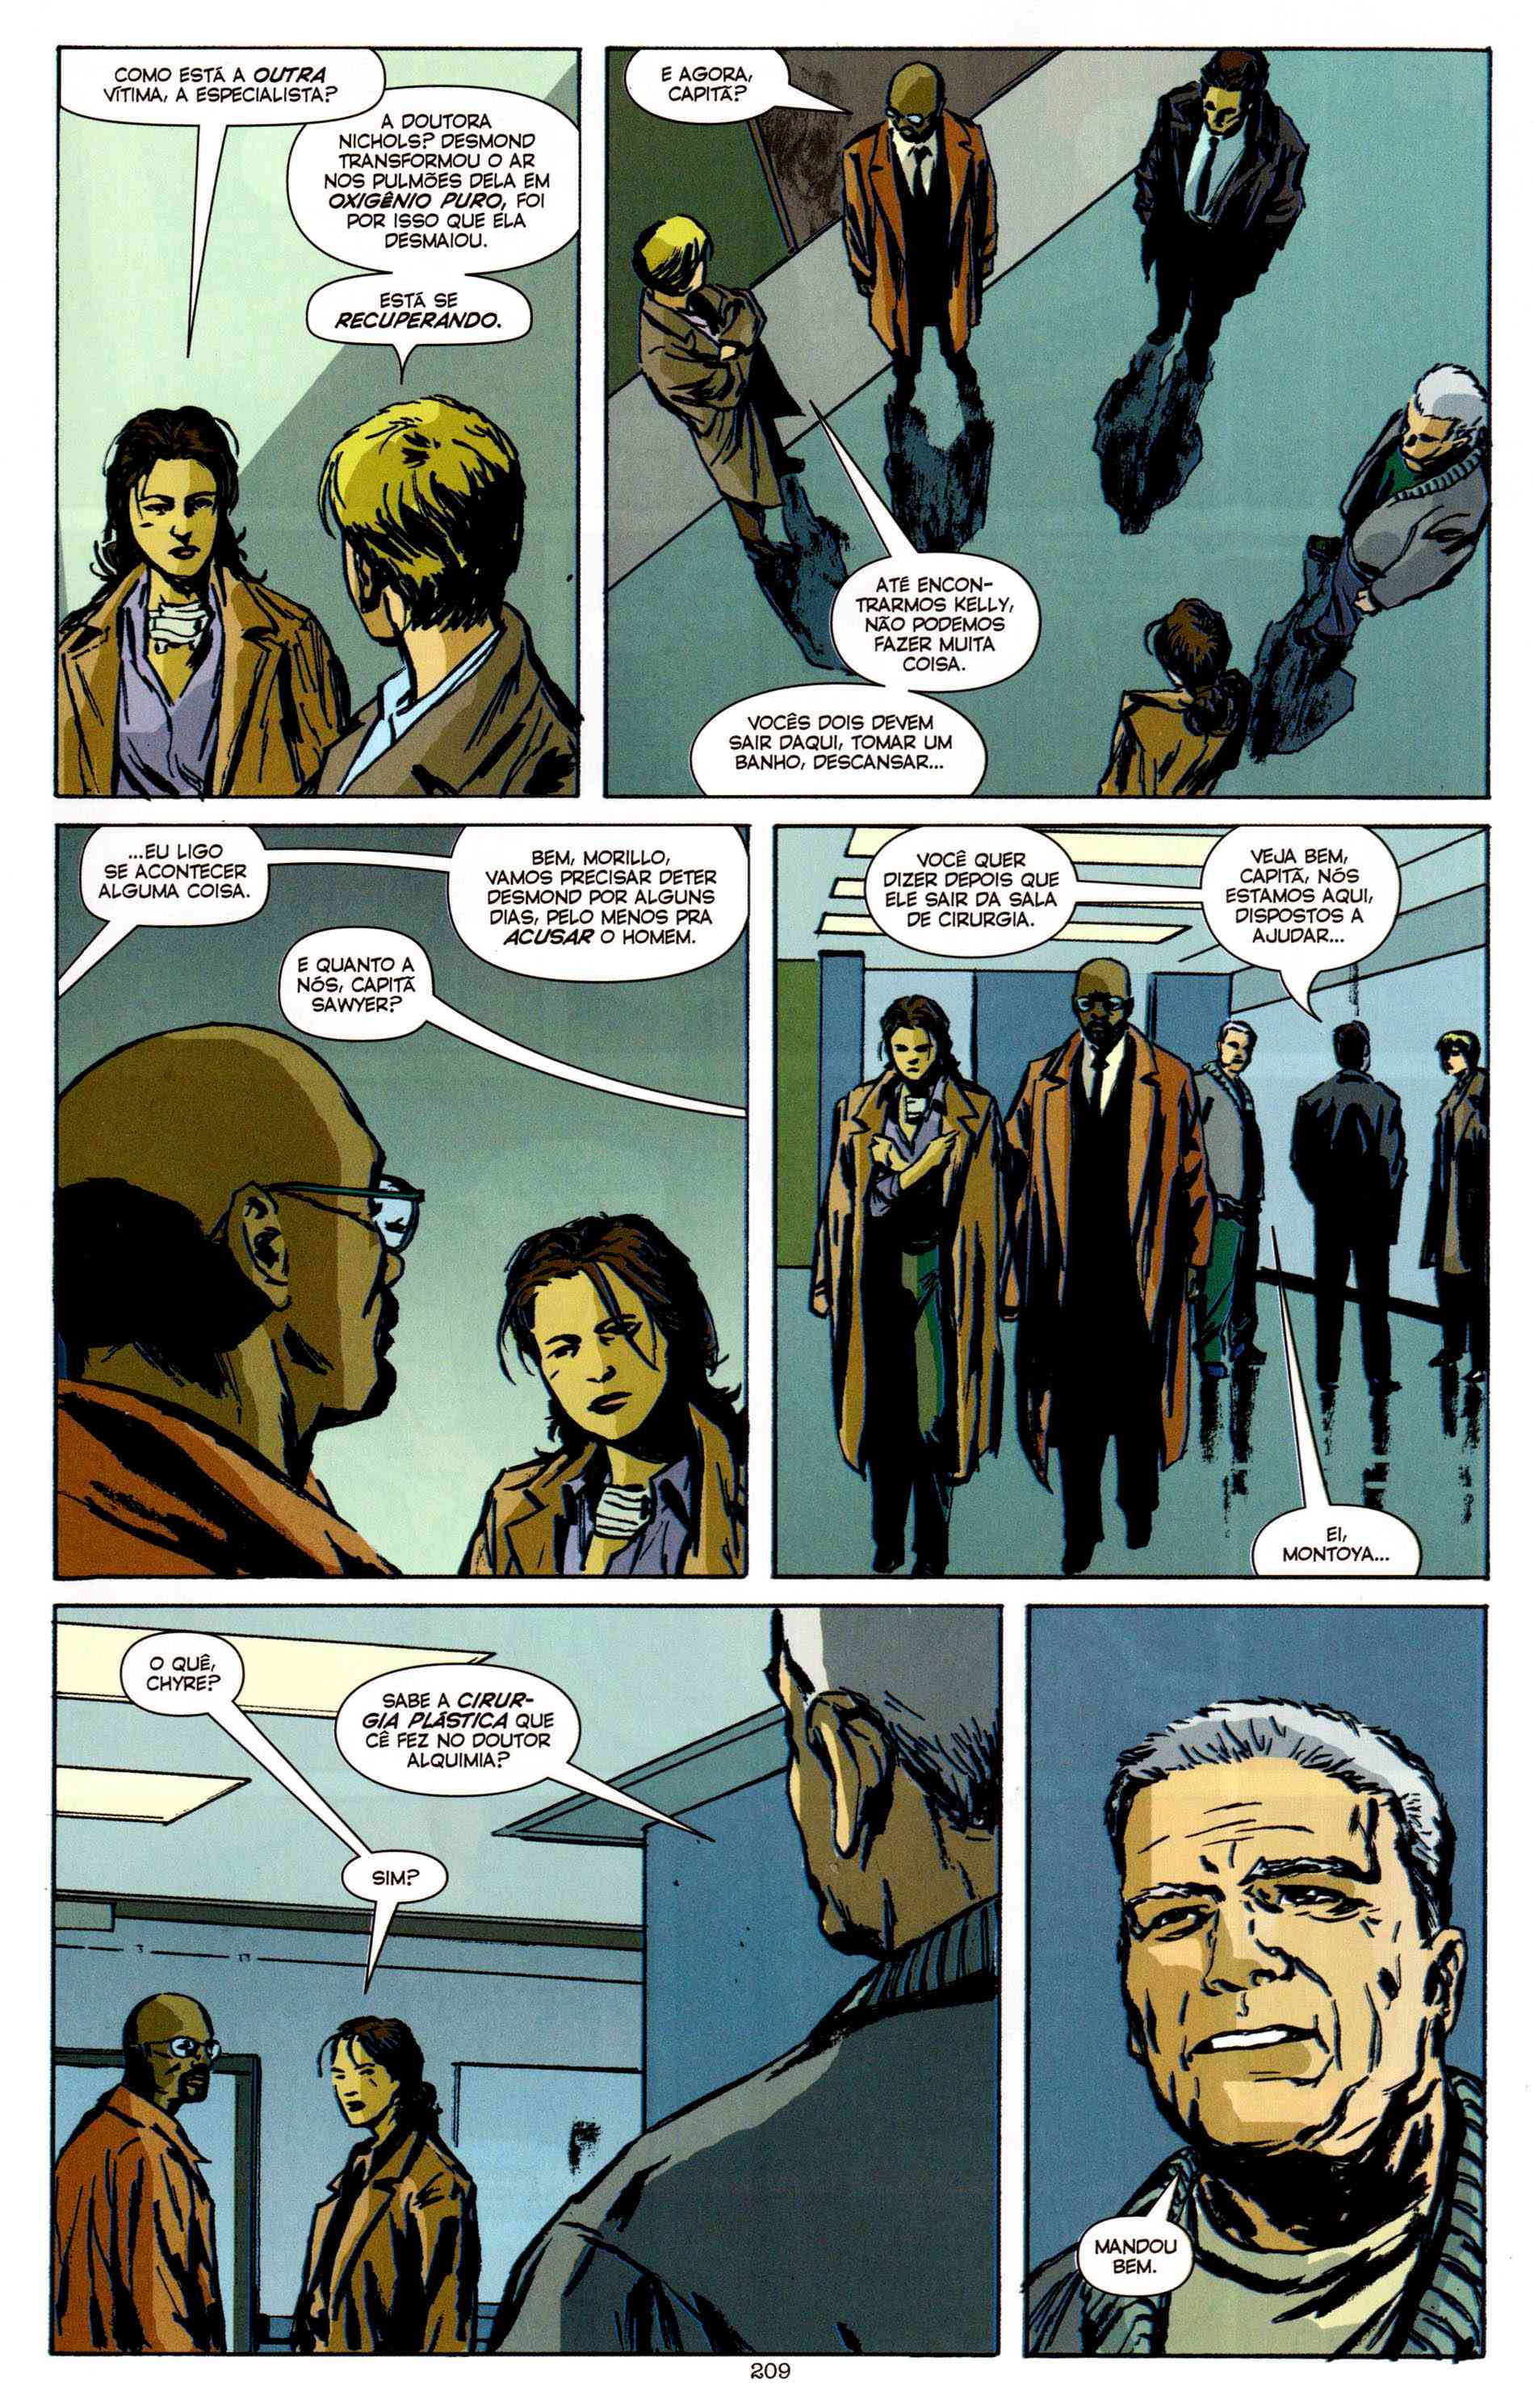 COMO ESTÁ A OUTRA
VÍTIMA, A ESPECIALISTA?
A DOUTORA
NICHOLS? DESMOND
TRANSFORMOU O AR
NOS PULMÕES DELA EM
OXIGÊNIO PURO, FOI
POR ISSO QUE ELA
DESMAIOU.
ESTÁ SE
RECUPERANDO.
E AGORA,
CAPITÃ?
ATÉ ENCON-
TRARMOS KELLY,
NÃO PODEMOS
FAZER MUITA
COISA.
VOCÊS DOIS DEVEM
SAIR DAQUI, TOMAR UM
BANHO, DESCANSAR...
...EU LIGO
SE ACONTECER
ALGUMA COISA.
BEM, MORILLO,
VAMOS PRECISAR DETER
DESMOND POR ALGUNS
DIAS, PELO MENOS PRA
ACUSAR O HOMEM.
E QUANTO A
NÓS, CAPITÃ
SAWYER?
VOCÊ QUER
DIZER DEPOIS QUE
ELE SAIR DA SALA
DE CIRURGIA.
VEJA BEM,
CAPITÃ, NÓS
ESTAMOS AQUI,
DISPOSTOS A
AJUDAR...
EI,
MONTOYA...
O QUÊ,
CHYRE?
SABE A CIRUR-
GIA PLÁSTICA QUE
CÊ FEZ NO DOUTOR
ALQUIMIA?
SIM?
MANDOU
BEM.
209